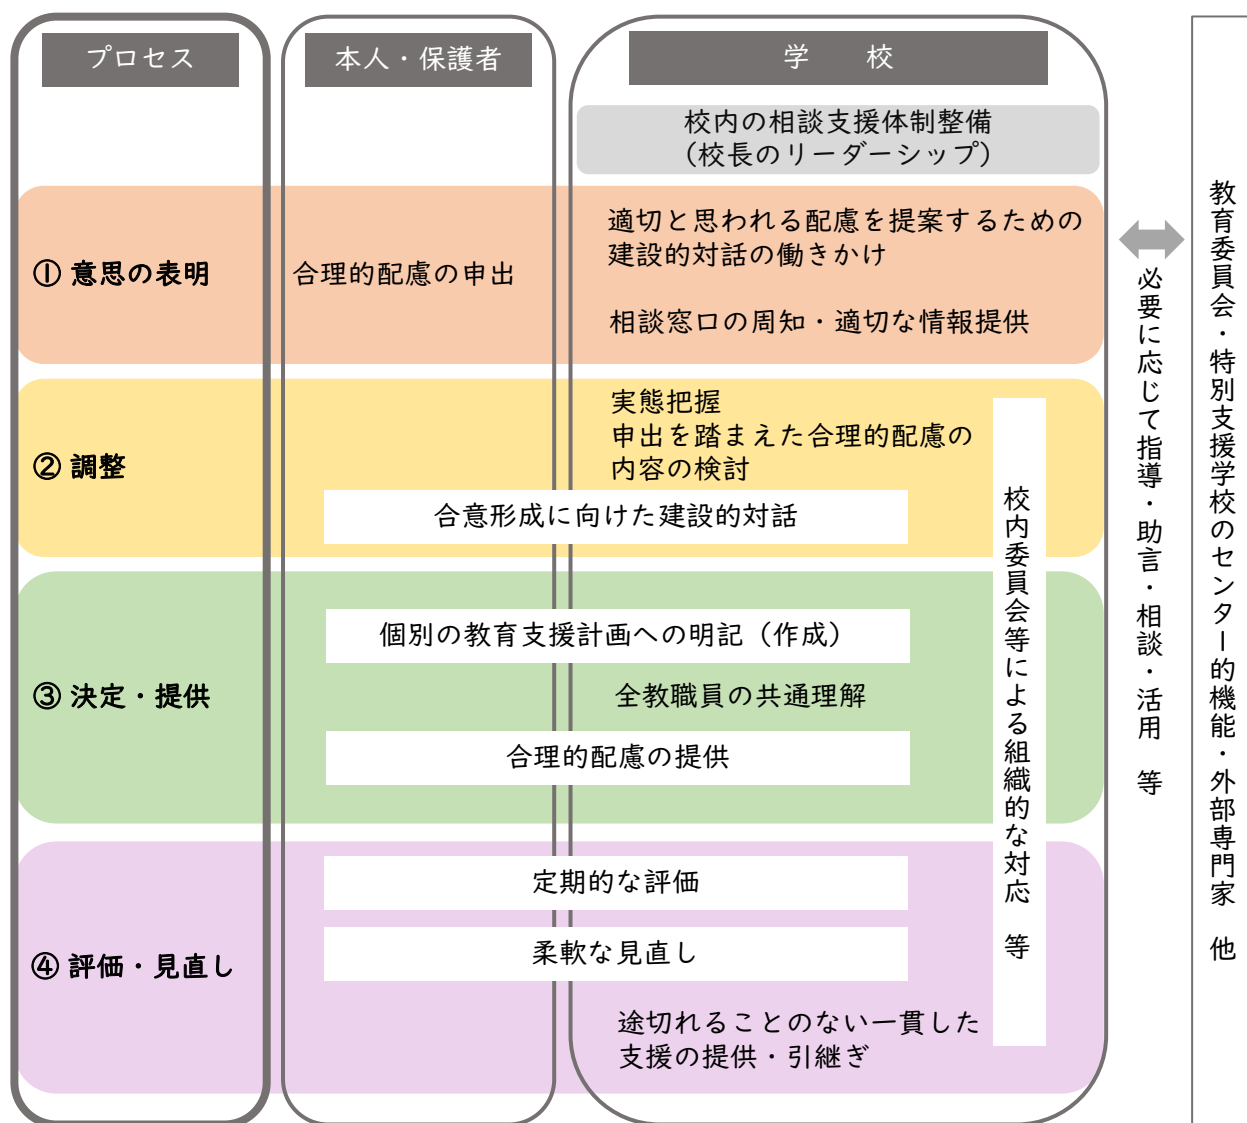 プロセス
本人・保護者
学　校
校内の相談支援体制整備
(校長のリーダーシップ)
① 意思の表明
合理的配慮の申出
適切と思われる配慮を提案するための
建設的対話の働きかけ
相談窓口の周知・適切な情報提供
② 調整
実態把握
申出を踏まえた合理的配慮の
内容の検討
合意形成に向けた建設的対話
③ 決定・提供
個別の教育支援計画への明記（作成）
全教職員の共通理解
合理的配慮の提供
④ 評価・見直し
定期的な評価
柔軟な見直し
途切れることのない一貫した
支援の提供・引継ぎ
校内委員会等による組織的な対応　等
必要に応じて指導・助言・相談・活用　等
教育委員会・特別支援学校のセンター的機能・外部専門家　他